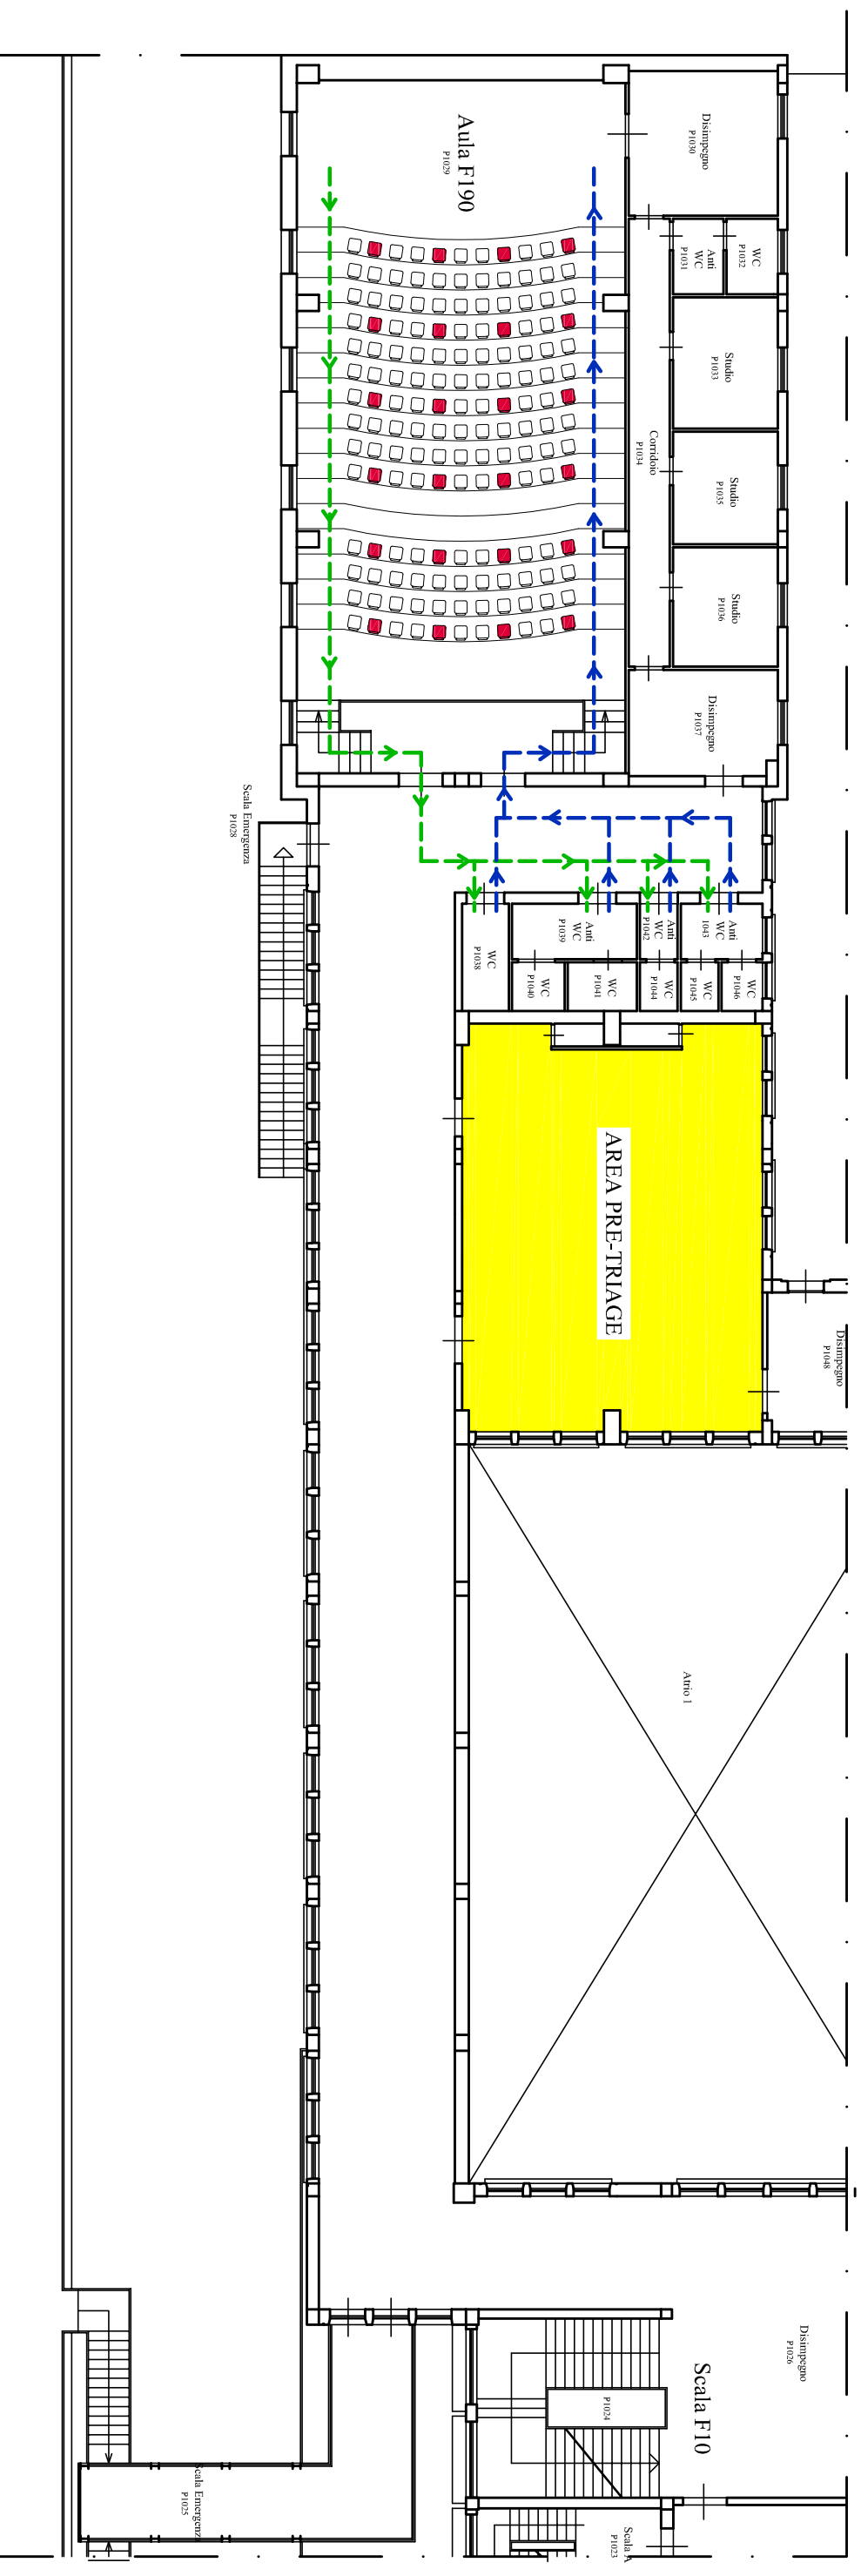 Aula F190
P1029
Disimpegno
P1030
WC
P1032
Anti
WC
P1031
Studio
P1033
Corridoio
P1034
Studio
P1035
Studio
P1036
Disimpegno
P1037
Scala Emergenza
P1028
WC
P1038
Anti
WC
P1039
Anti
WC
P1042
Anti
WC
1043
WC
P1040
WC
P1041
WC
P1044
WC
P1045
WC
P1046
AREA PRE-TRIAGE
Disimpegno
P1048
Atrio 1
Disimpegno
P1026
Scala F10
P1024
Scala Emergenza
P1025
Scala A
P1023